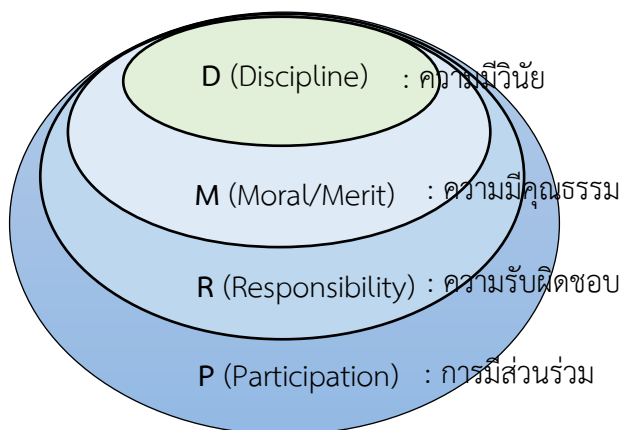 D (Discipline) : ความมีวินัย
M (Moral/Merit) : ความมีคุณธรรม
R (Responsibility) : ความรับผิดชอบ
P (Participation) : การมีส่วนร่วม